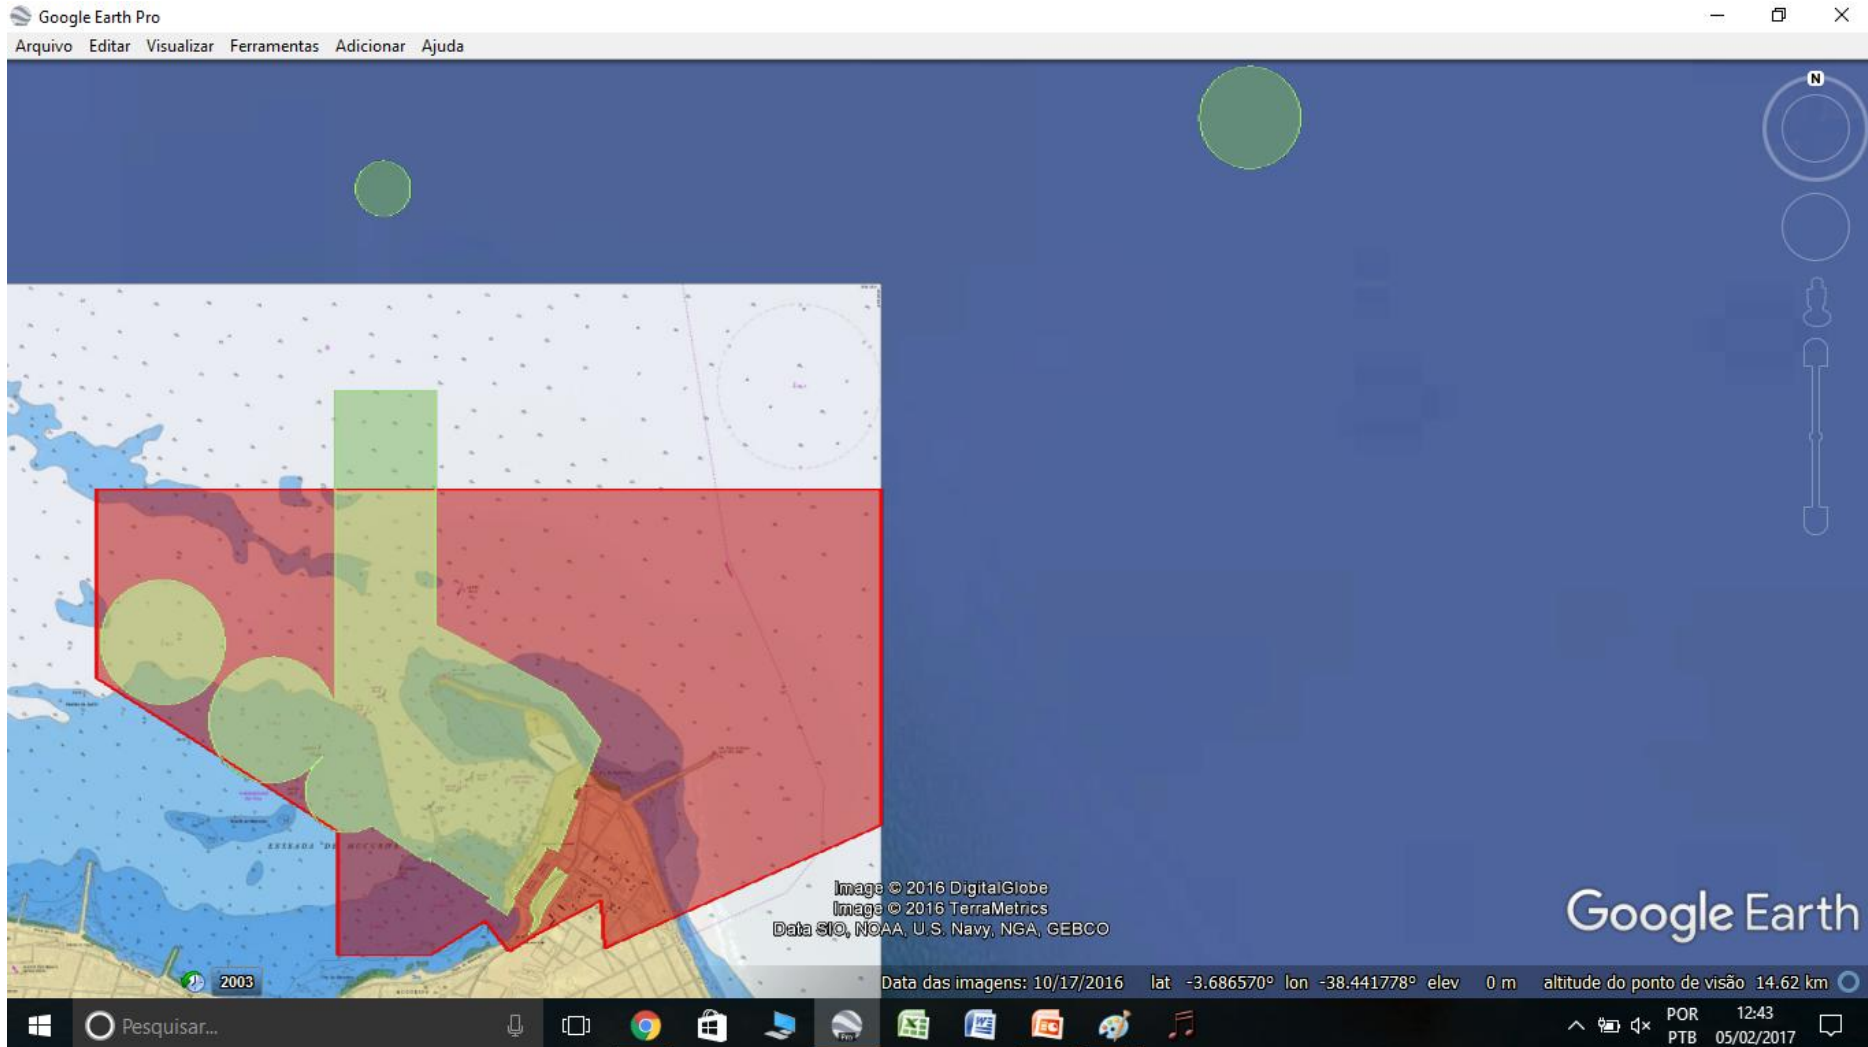 Google Earth Pro
Arquivo Editar Visualizar Ferramentas Adicionar Ajuda
N
Image © 2016 DigitalGlobe
Image © 2016 TerraMetrics
Data SIO, NOAA, U.S. Navy, NGA, GEBCO
Google Earth
2003
Data das imagens: 10/17/2016 lat -3.686570° lon -38.441778° elev 0 m altitude do ponto de visão 14.62 km
Pesquisar...
POR 12:43
PTB 05/02/2017